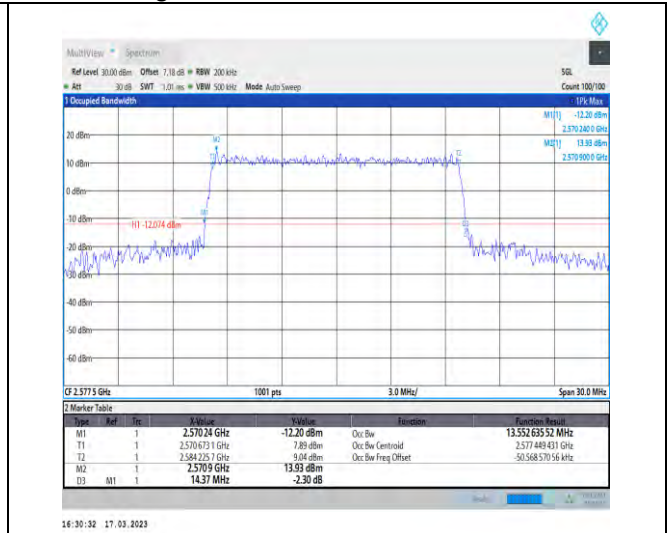 MultiView Spectrum
Ref Level 30.00 dBm Offset 7.18 dB RBW 200 kHz SGL
Att 30 dB SWT 1.01 ms VBW 500 kHz Mode Auto Sweep Count 100/100
1 Occupied Bandwidth 1Pk Max
M1[1] -12.20 dBm
2.570 240 0 GHz
M2[1] 13.93 dBm
2.570 900 0 GHz
20 dBm
M2
10 dBm
T2
0 dBm
-10 dBm
H1 -12.074 dBm
-20 dBm
-30 dBm
-40 dBm
-50 dBm
-60 dBm
CF 2.577 5 GHz 1001 pts 3.0 MHz/ Span 30.0 MHz
2 Marker Table
Type Ref Trc X-Value Y-Value Function Function Result
M1 1 2.570 24 GHz -12.20 dBm Occ Bw 13.552 635 52 MHz
T1 1 2.570 673 1 GHz 7.89 dBm Occ Bw Centroid 2.577 449 431 GHz
T2 1 2.584 225 7 GHz 9.04 dBm Occ Bw Freq Offset -50.568 570 56 kHz
M2 1 2.570 9 GHz 13.93 dBm
D3 M1 1 14.37 MHz -2.30 dB
16:30:32 17.03.2023